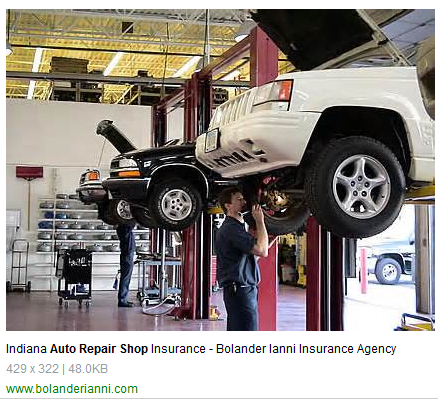 Indiana Auto Repair Shop Insurance - Bolander Ianni Insurance Agency
429 x 322 | 48.0KB
www.bolanderianni.com